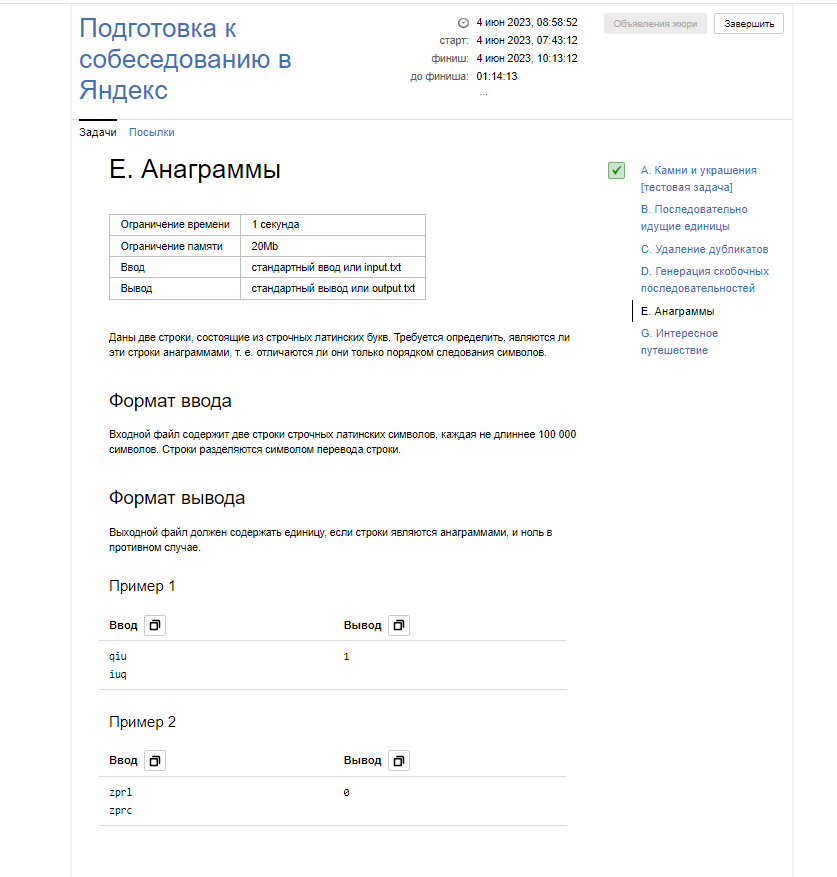 Подготовка к
собеседованию в
Яндекс
4 июн 2023, 08:58:52
старт: 4 июн 2023, 07:43:12
финиш: 4 июн 2023, 10:13:12
до финиша: 01:14:13
...
Объявления жюри
Завершить
Задачи Посылки
E. Анаграммы
Ограничение времени 1 секунда
Ограничение памяти 20Mb
Ввод стандартный ввод или input.txt
Вывод стандартный вывод или output.txt
Даны две строки, состоящие из строчных латинских букв. Требуется определить, являются ли
эти строки анаграммами, т. е. отличаются ли они только порядком следования символов.
Формат ввода
Входной файл содержит две строки строчных латинских символов, каждая не длиннее 100 000
символов. Строки разделяются символом перевода строки.
Формат вывода
Выходной файл должен содержать единицу, если строки являются анаграммами, и ноль в
противном случае.
Пример 1
Ввод Вывод
qiu 1
iuq
Пример 2
Ввод Вывод
zprl 0
zprc
A. Камни и украшения
[тестовая задача]
B. Последовательно
идущие единицы
C. Удаление дубликатов
D. Генерация скобочных
последовательностей
E. Анаграммы
G. Интересное
путешествие